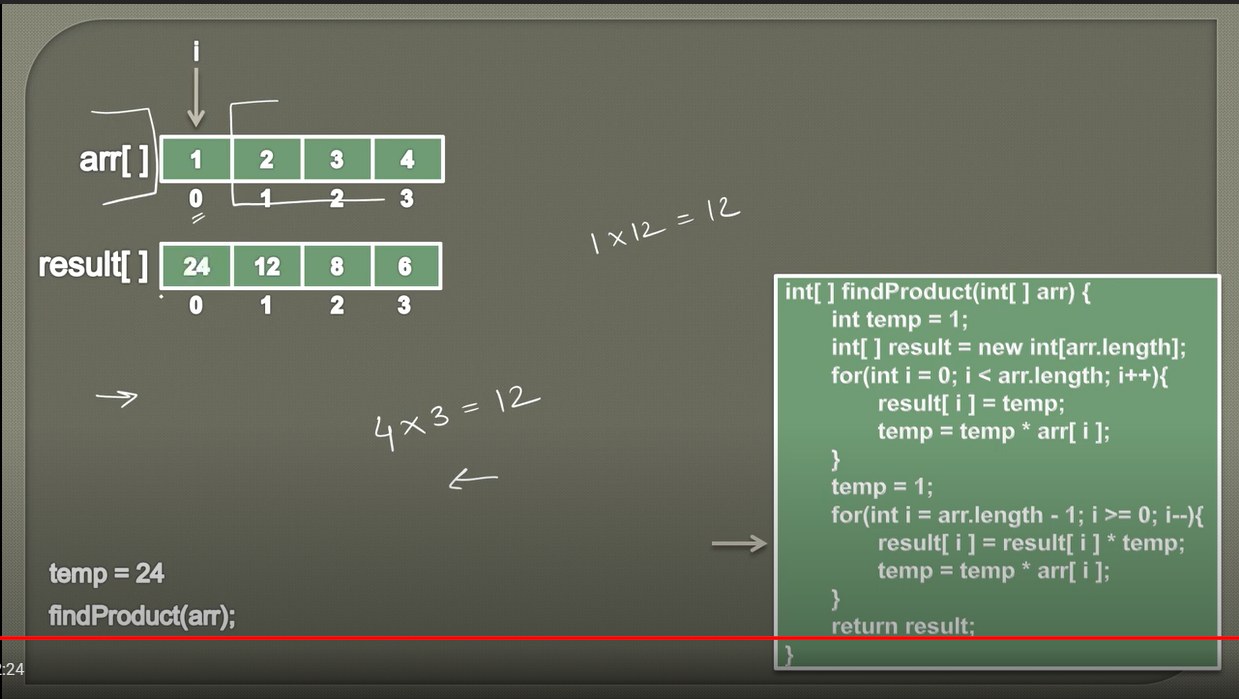 i
arr[ ] 1 2 3 4
0 1 2 3
result[ ] 24 12 8 6
0 1 2 3
1 × 12 = 12
4 × 3 = 12
temp = 24
findProduct(arr);
int[ ] findProduct(int[ ] arr) {
int temp = 1;
int[ ] result = new int[arr.length];
for(int i = 0; i < arr.length; i++){
result[ i ] = temp;
temp = temp * arr[ i ];
}
temp = 1;
for(int i = arr.length - 1; i >= 0; i--){
result[ i ] = result[ i ] * temp;
temp = temp * arr[ i ];
}
return result;
}
:24